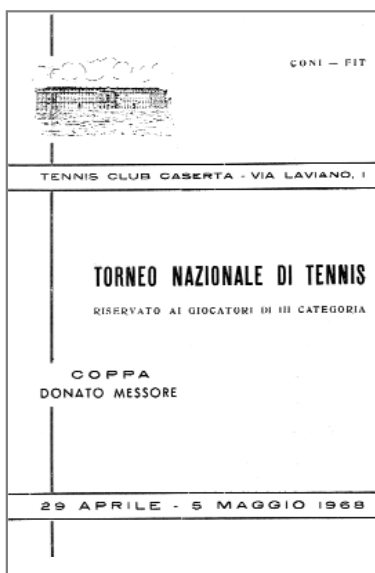 CONI — FIT
TENNIS CLUB CASERTA - VIA LAVIANO, 1
TORNEO NAZIONALE DI TENNIS
RISERVATO AI GIOCATORI DI III CATEGORIA
COPPA
DONATO MESSORE
29 APRILE - 5 MAGGIO 1968